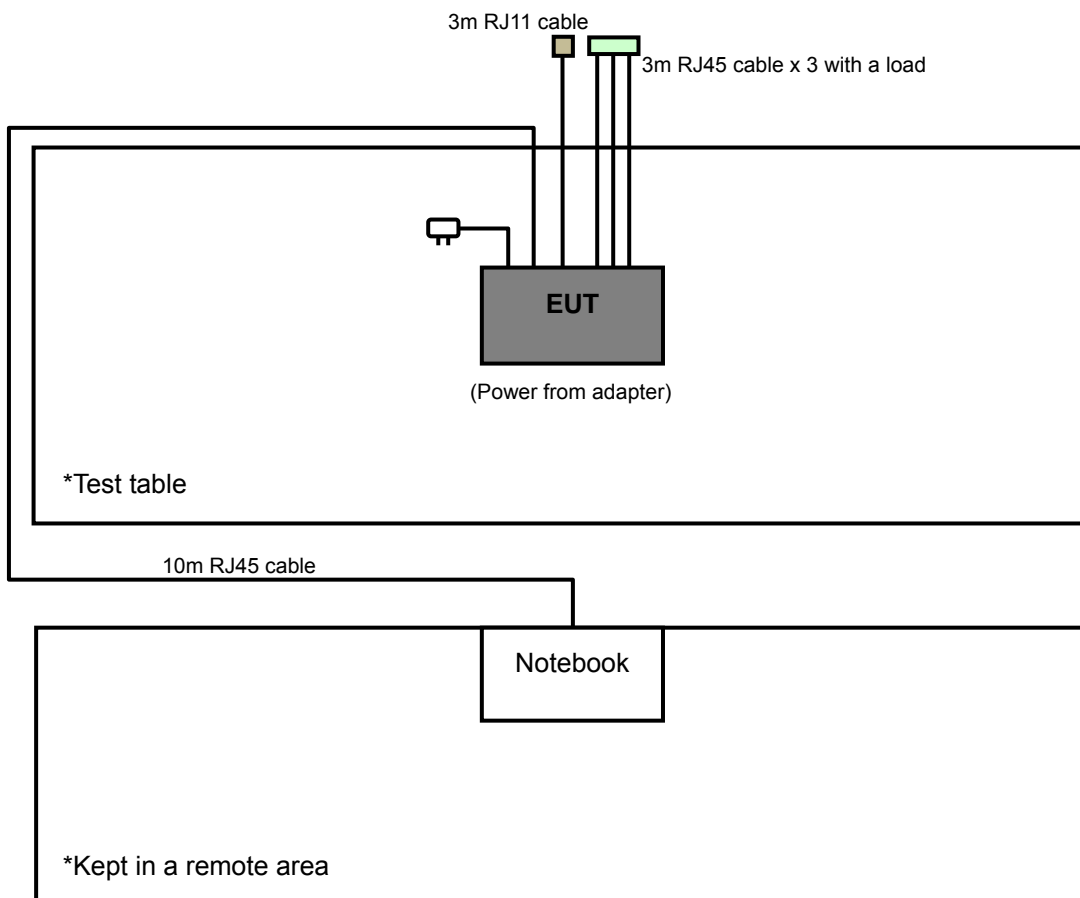 3m RJ11 cable
3m RJ45 cable x 3 with a load
EUT
(Power from adapter)
*Test table
10m RJ45 cable
Notebook
*Kept in a remote area